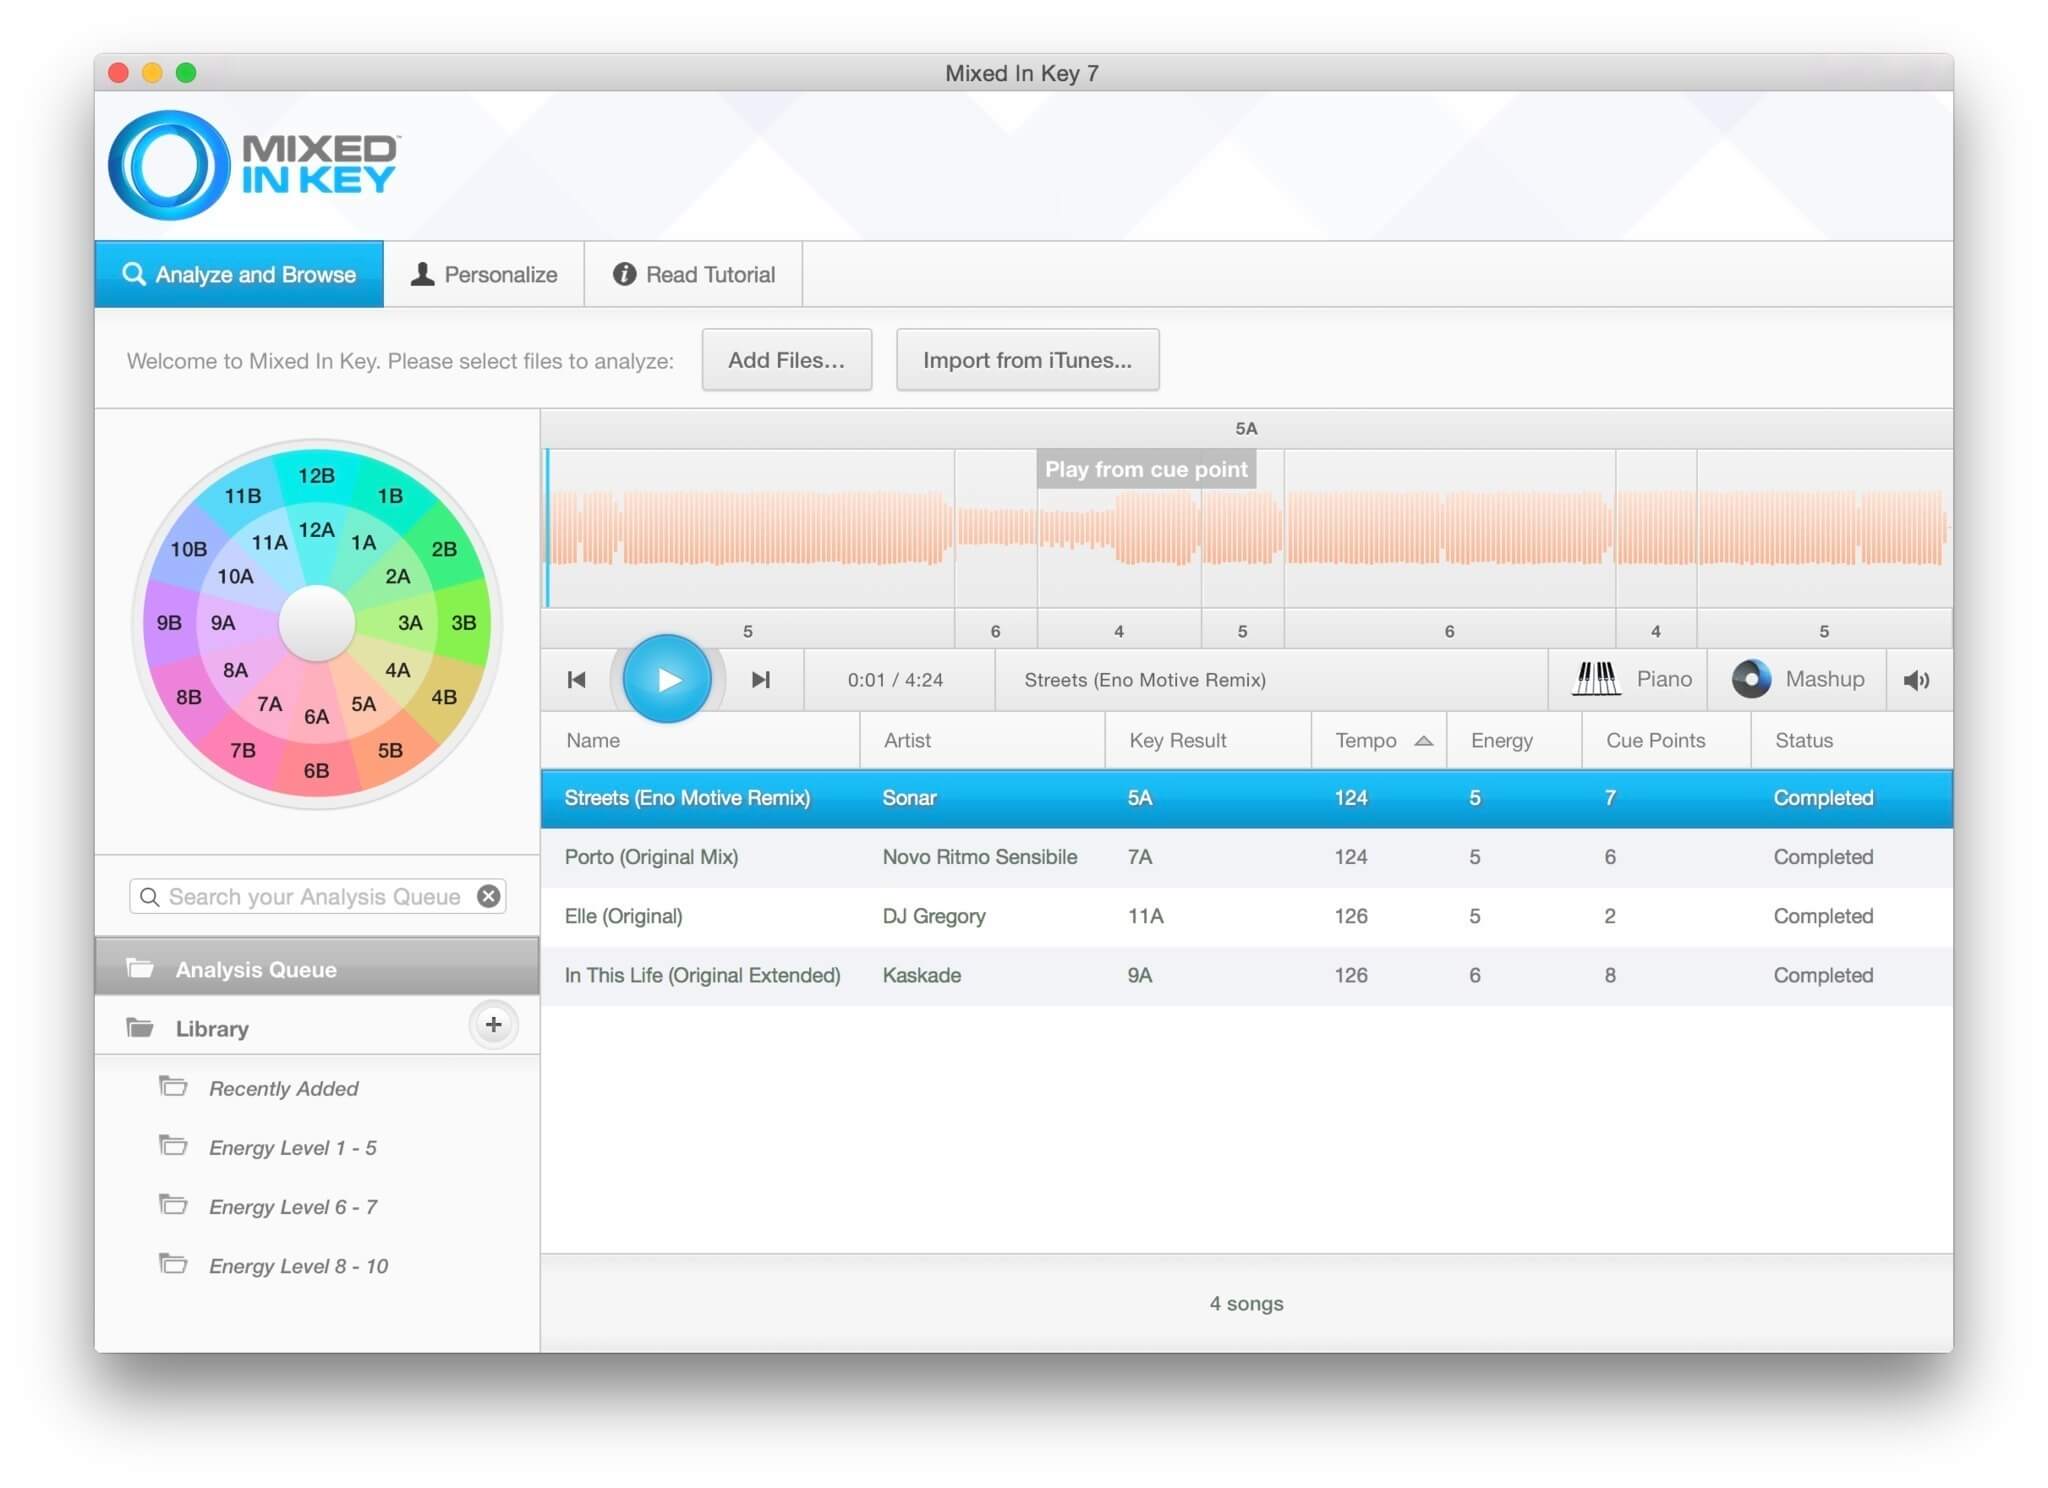 Mixed In Key 7
MIXED™
IN KEY
Analyze and Browse
Personalize
Read Tutorial
Welcome to Mixed In Key. Please select files to analyze:
Add Files...
Import from iTunes...
12B
11B
1B
12A
11A
1A
10B
2B
10A
2A
9B
9A
3A
3B
8A
4A
8B
4B
7A
5A
6A
7B
5B
6B
5A
Play from cue point
5 6 4 5 6 4 5
0:01 / 4:24
Streets (Eno Motive Remix)
Piano
Mashup
Name Artist Key Result Tempo Energy Cue Points Status
Streets (Eno Motive Remix) Sonar 5A 124 5 7 Completed
Porto (Original Mix) Novo Ritmo Sensibile 7A 124 5 6 Completed
Elle (Original) DJ Gregory 11A 126 5 2 Completed
In This Life (Original Extended) Kaskade 9A 126 6 8 Completed
Search your Analysis Queue
Analysis Queue
Library
Recently Added
Energy Level 1 - 5
Energy Level 6 - 7
Energy Level 8 - 10
4 songs